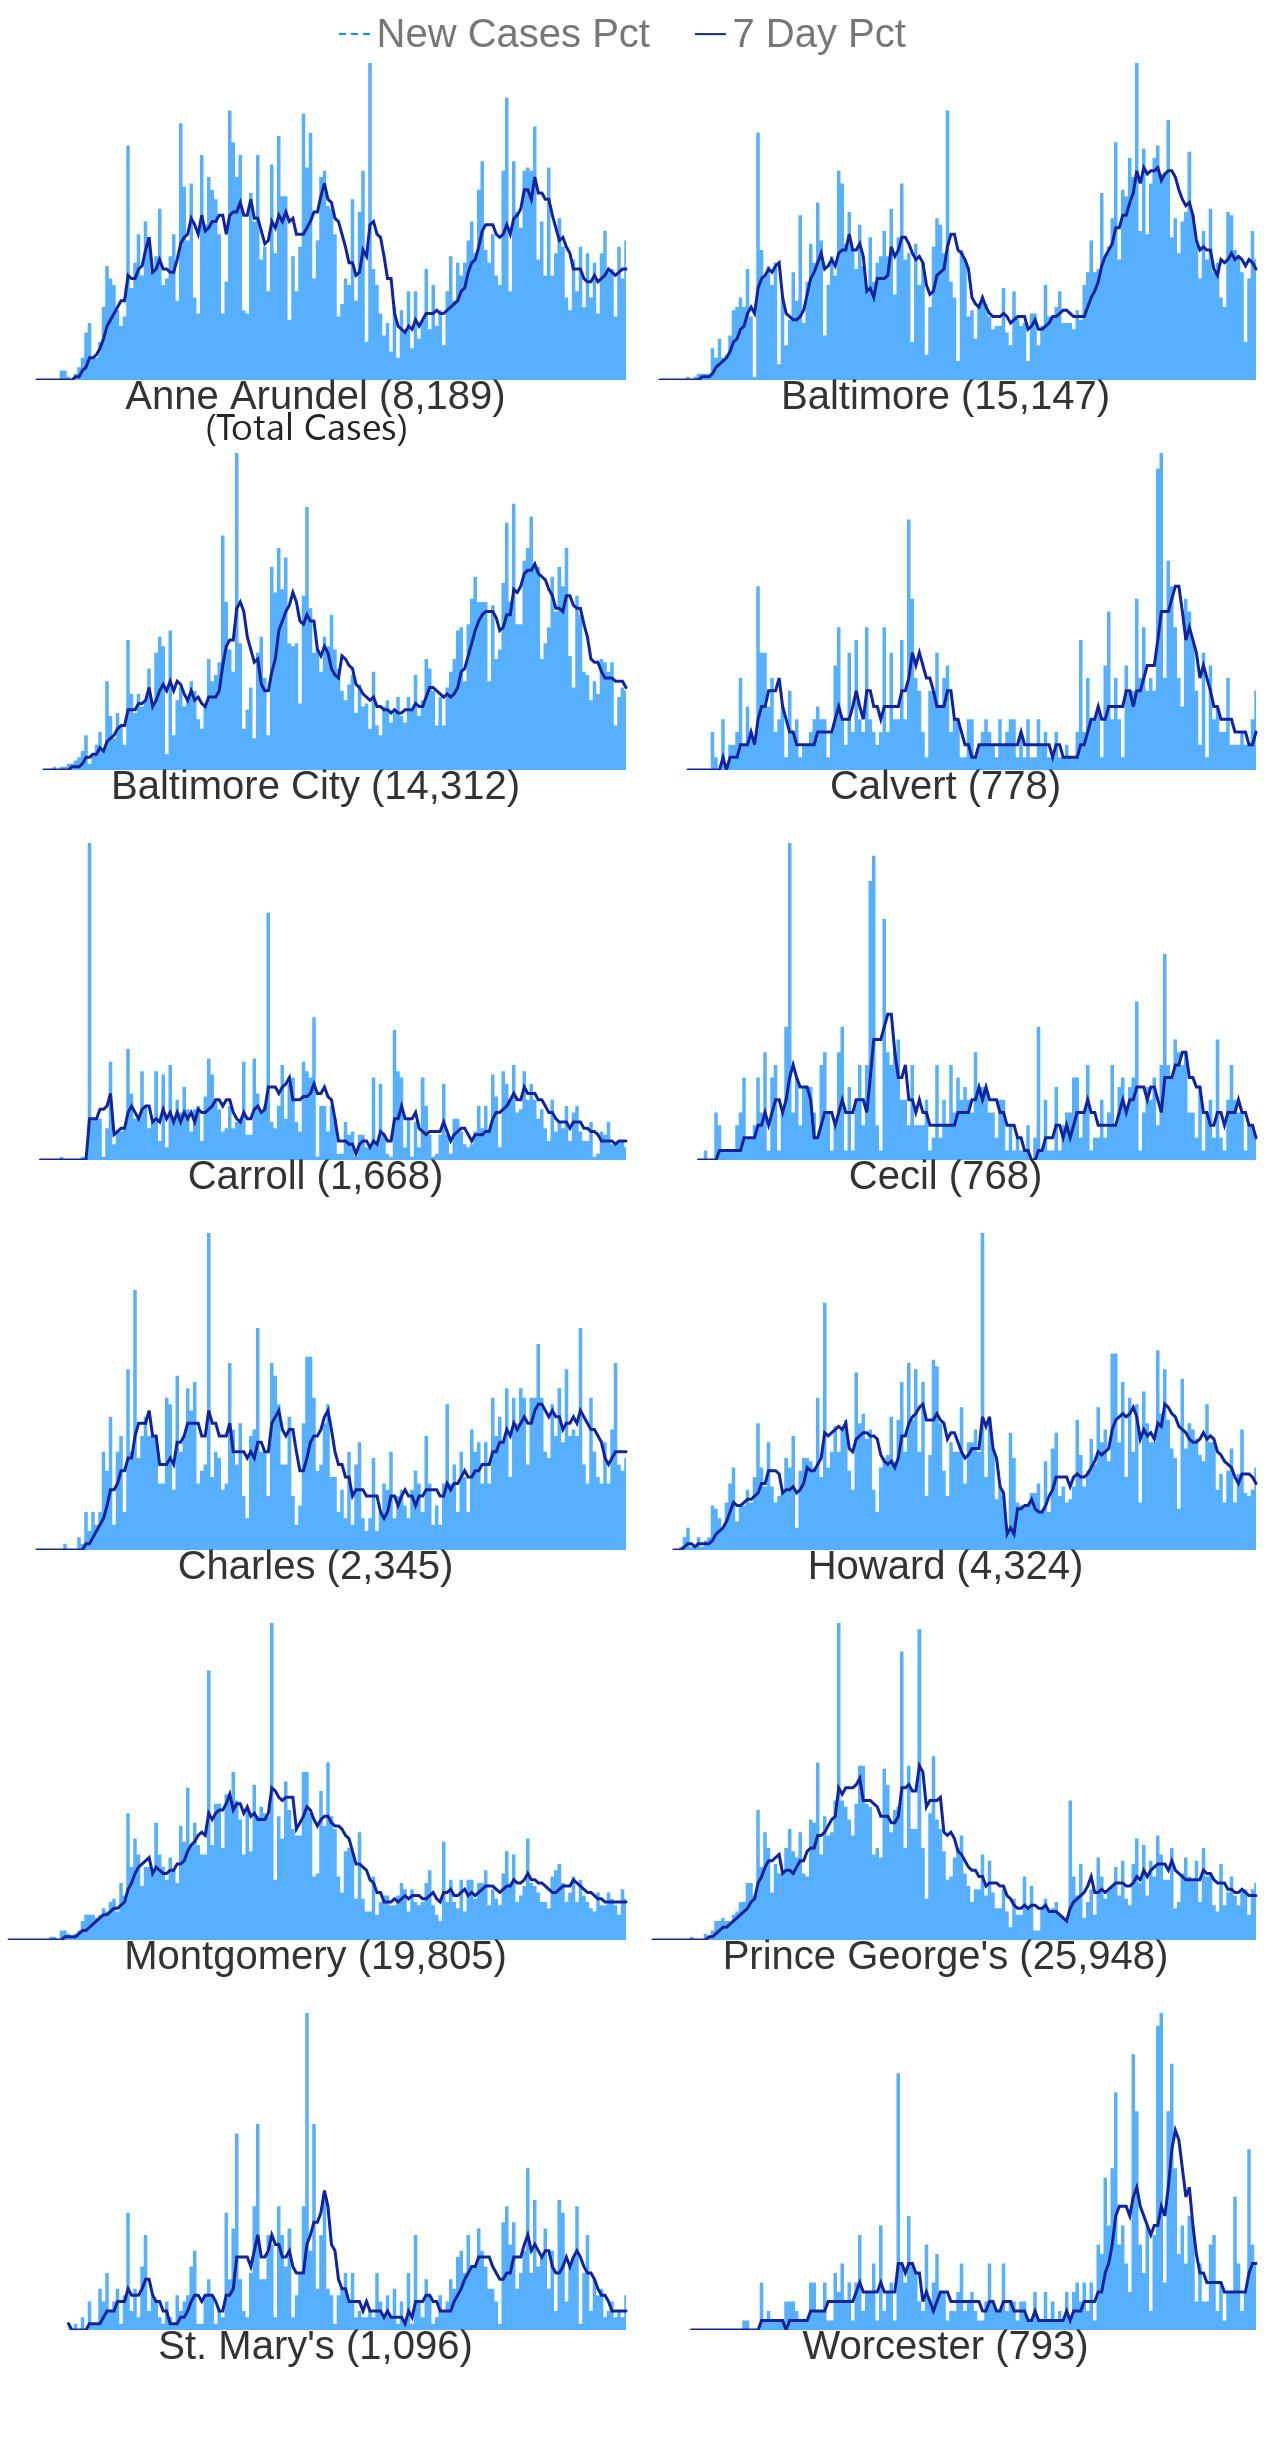 New Cases Pct 7 Day Pct
Anne Arundel (8,189) Baltimore (15,147)
(Total Cases)
Baltimore City (14,312) Calvert (778)
Carroll (1,668) Cecil (768)
Charles (2,345) Howard (4,324)
Montgomery (19,805) Prince George's (25,948)
St. Mary's (1,096) Worcester (793)